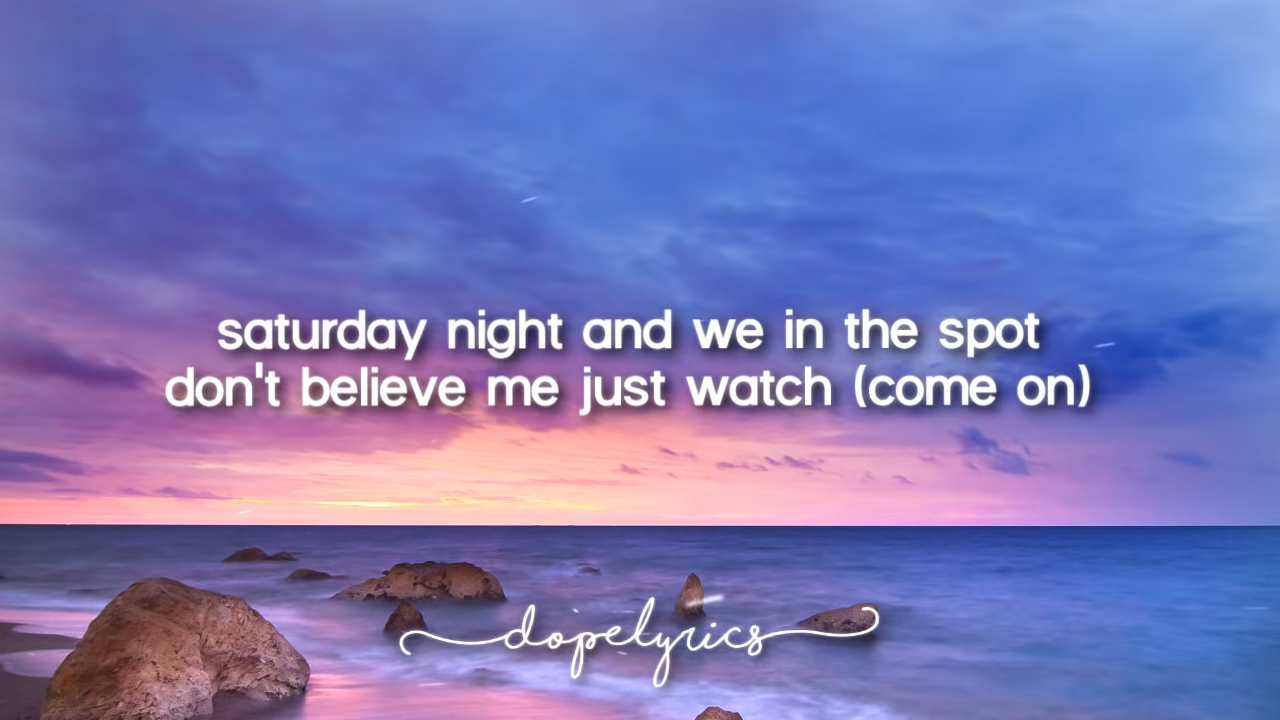 saturday night and we in the spot
don't believe me just watch (come on)
dopelyrics